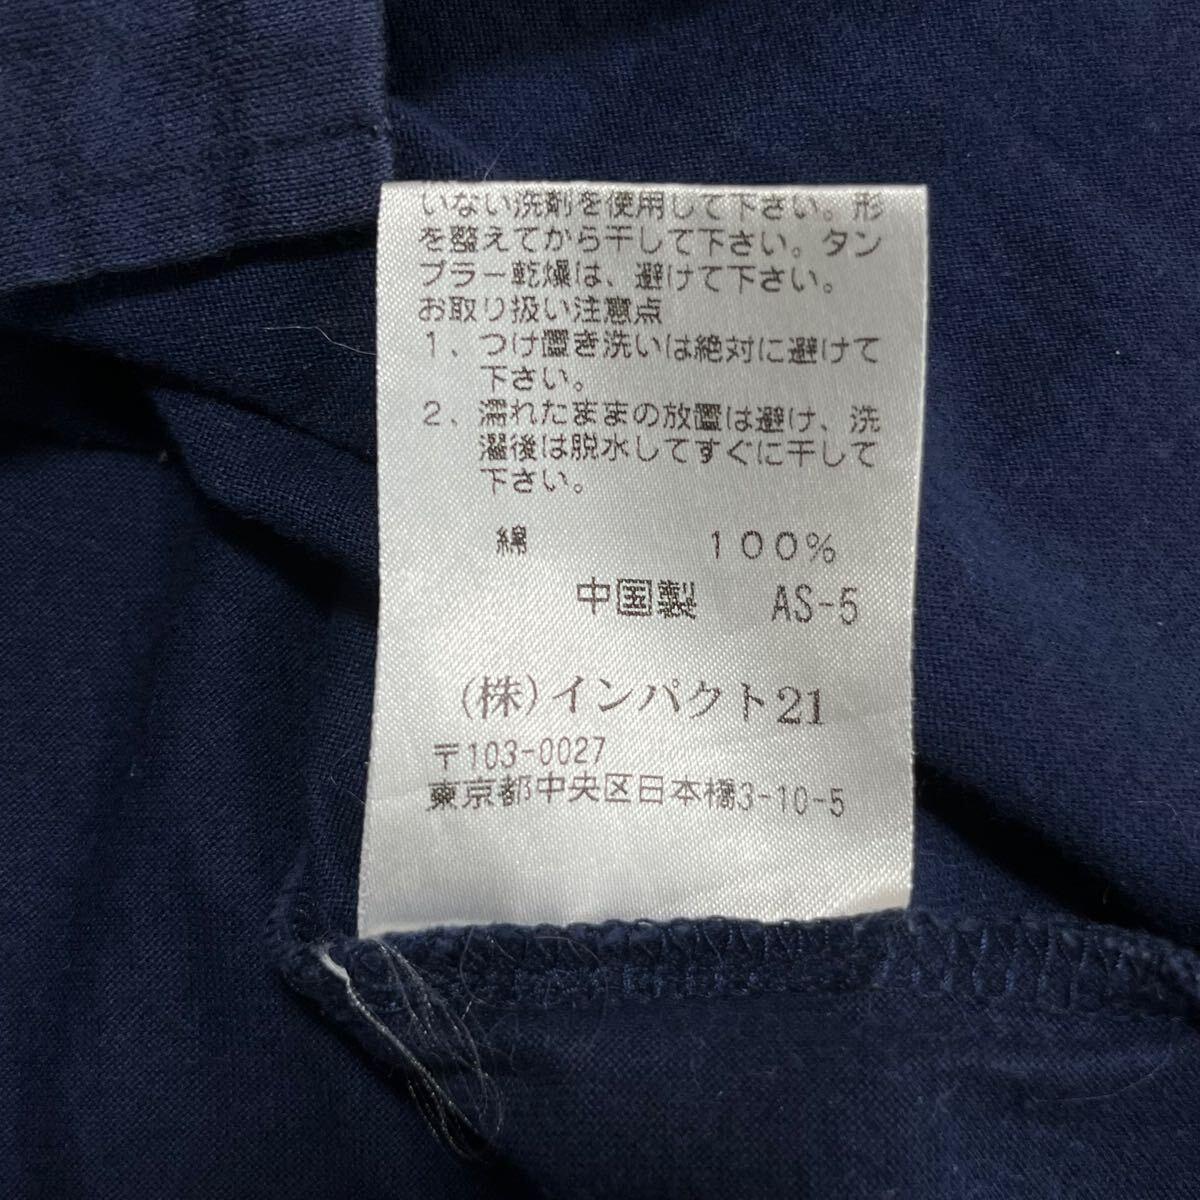 いない洗剤を使用して下さい。形
を整えてから干して下さい。タン
ブラー乾燥は、避けて下さい。
お取り扱い注意点
１、つけ置き洗いは絶対に避けて
下さい。
２、濡れたままの放置は避け、洗
濯後は脱水してすぐに干して
下さい。
綿 １００％
中国製 AS-5
(株)インパクト21
〒103-0027
東京都中央区日本橋3-10-5